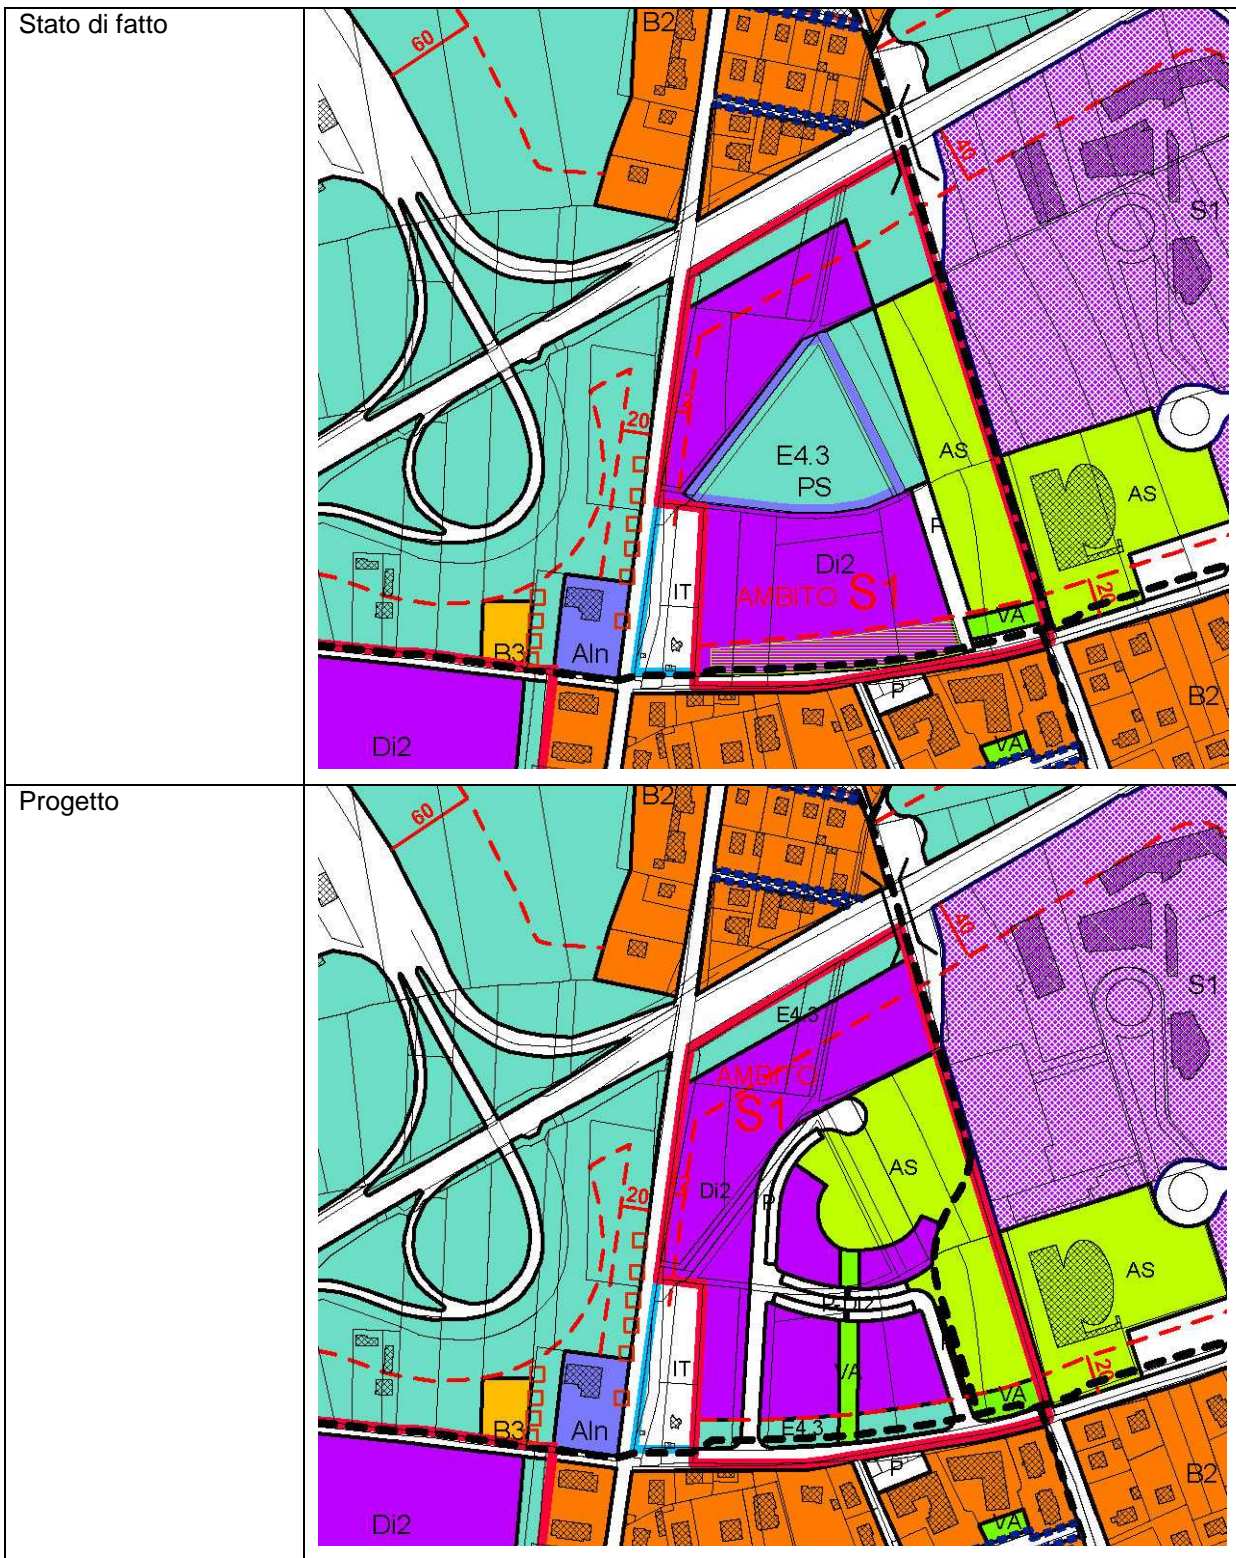 Stato di fatto
B2
60
40
S1
20
E4.3
PS
AS
AS
P
Di2
IT
AMBITO S1
20
VA
B3
AIn
P
B2
VA
Di2
Progetto
B2
60
40
S1
E4.3
AMBITO
S1
AS
20
Di2
P
AS
P-Di2
IT
VA
20
VA
B3
AIn
E4.3
P
B2
VA
Di2